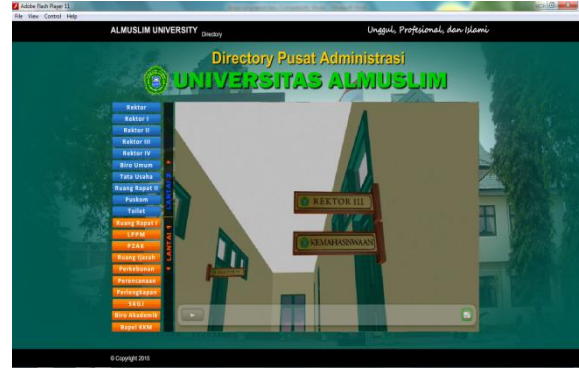 Adobe Flash Player 11
File View Control Help
ALMUSLIM UNIVERSITY Directory
Unggul, Profesional, dan Islami
Directory Pusat Administrasi
UNIVERSITAS ALMUSLIM
Rektor
Rektor I
Rektor II
Rektor III
Rektor IV
Biro Umum
Tata Usaha
Ruang Rapat II
Puskom
Toilet
LANTAI 2
Ruang Rapat I
LPPM
P2AK
Ruang Ijazah
Perkebunan
Perencanaan
Perlengkapan
Biro Akademik
Bapel KKM
LANTAI 1
REKTOR III
KEMAHASISWAAN
© Copyright 2015